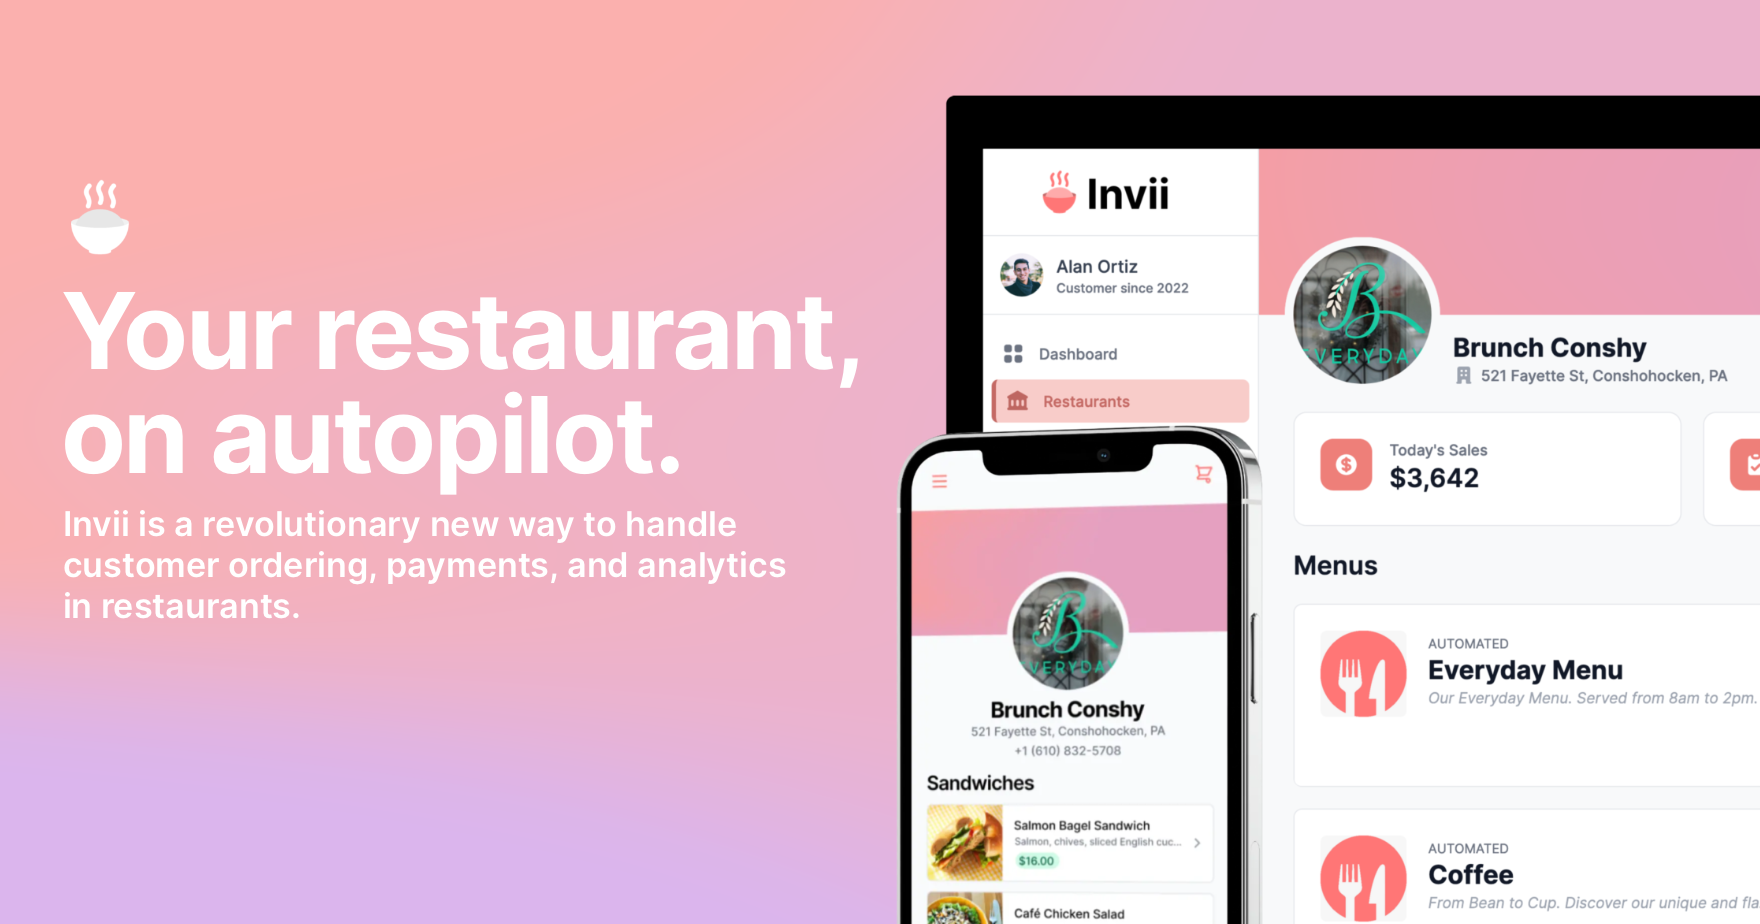 Your restaurant,
on autopilot.
Invii is a revolutionary new way to handle
customer ordering, payments, and analytics
in restaurants.
Invii
Alan Ortiz
Customer since 2022
Dashboard
Restaurants
B
VERYDAY
Brunch Conshy
521 Fayette St, Conshohocken, PA
Today's Sales
$3,642
Menus
AUTOMATED
Everyday Menu
Our Everyday Menu. Served from 8am to 2pm.
AUTOMATED
Coffee
From Bean to Cup. Discover our unique and fla
B
VERYDAY
Brunch Conshy
521 Fayette St, Conshohocken, PA
+1 (610) 832-5708
Sandwiches
Salmon Bagel Sandwich
Salmon, chives, sliced English cuc...
$16.00
Café Chicken Salad